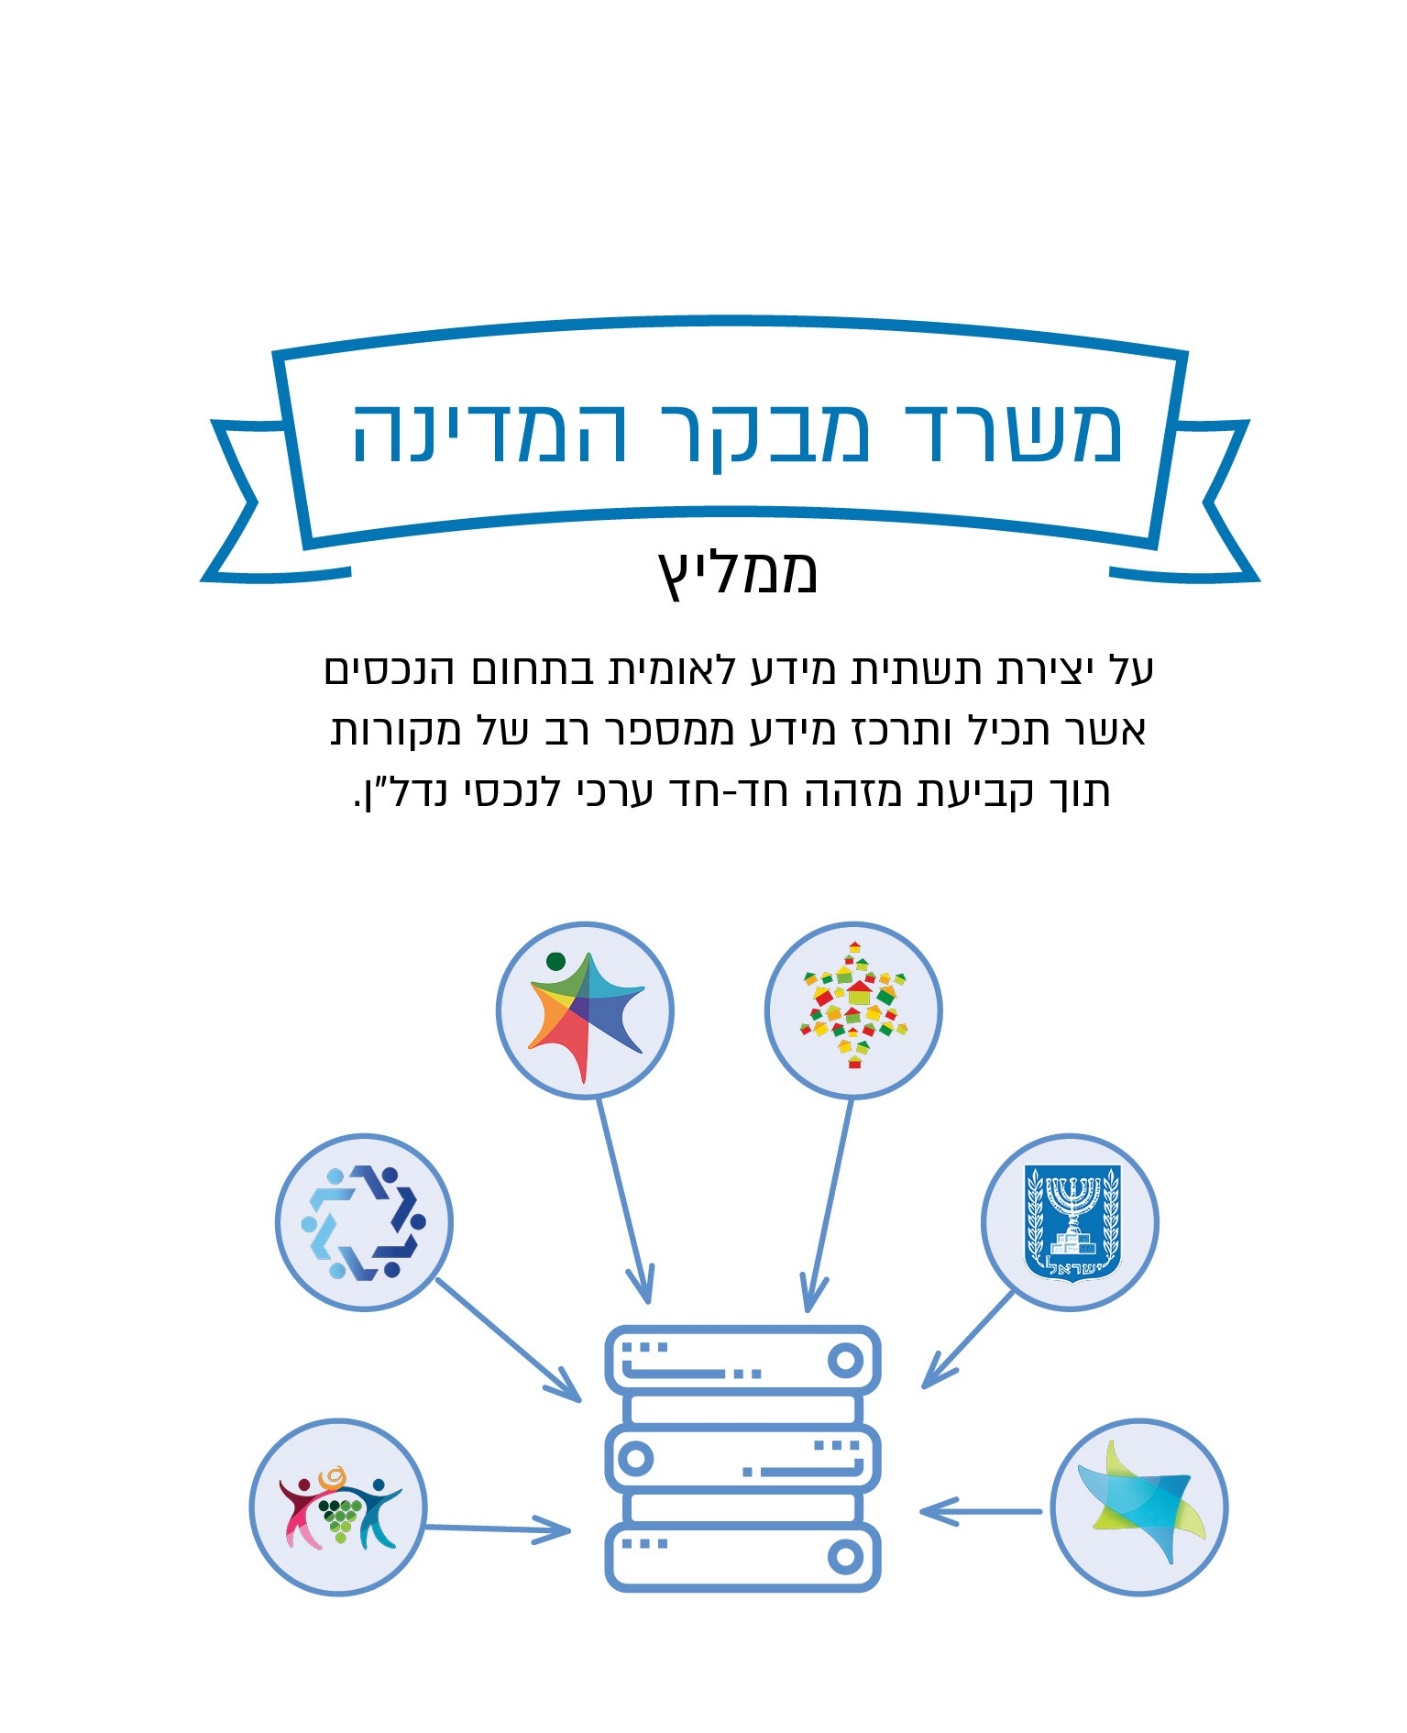 משרד מבקר המדינה
ממליץ
על יצירת תשתית מידע לאומית בתחום הנכסים
אשר תכיל ותרכז מידע ממספר רב של מקורות
תוך קביעת מזהה חד-חד ערכי לנכסי נדל"ן.
ישראל